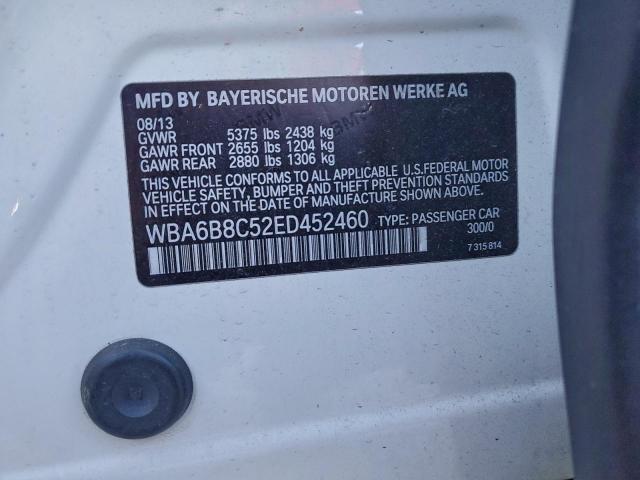 MFD BY. BAYERISCHE MOTOREN WERKE AG
08/13
GVWR 5375 lbs 2438 kg
GAWR FRONT 2655 lbs 1204 kg
GAWR REAR 2880 lbs 1306 kg
THIS VEHICLE CONFORMS TO ALL APPLICABLE U.S.FEDERAL MOTOR
VEHICLE SAFETY, BUMPER, AND THEFT PREVENTION STANDARDS
IN EFFECT ON THE DATE OF MANUFACTURE SHOWN ABOVE.
WBA6B8C52ED452460 TYPE: PASSENGER CAR
300/0
7 315 814